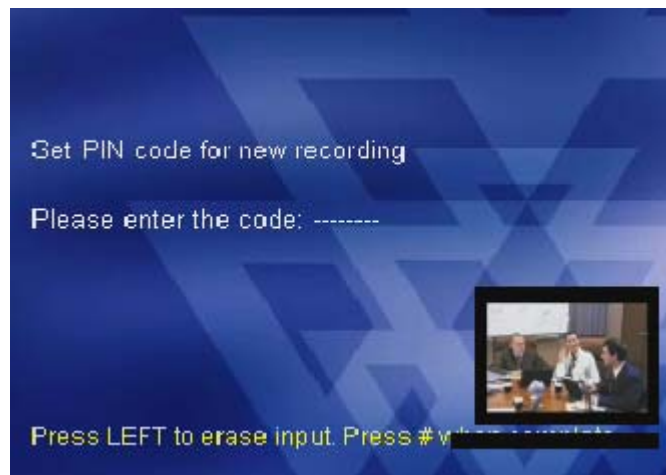 Set PIN code for new recording
Please enter the code: --------
Press LEFT to erase input. Press #